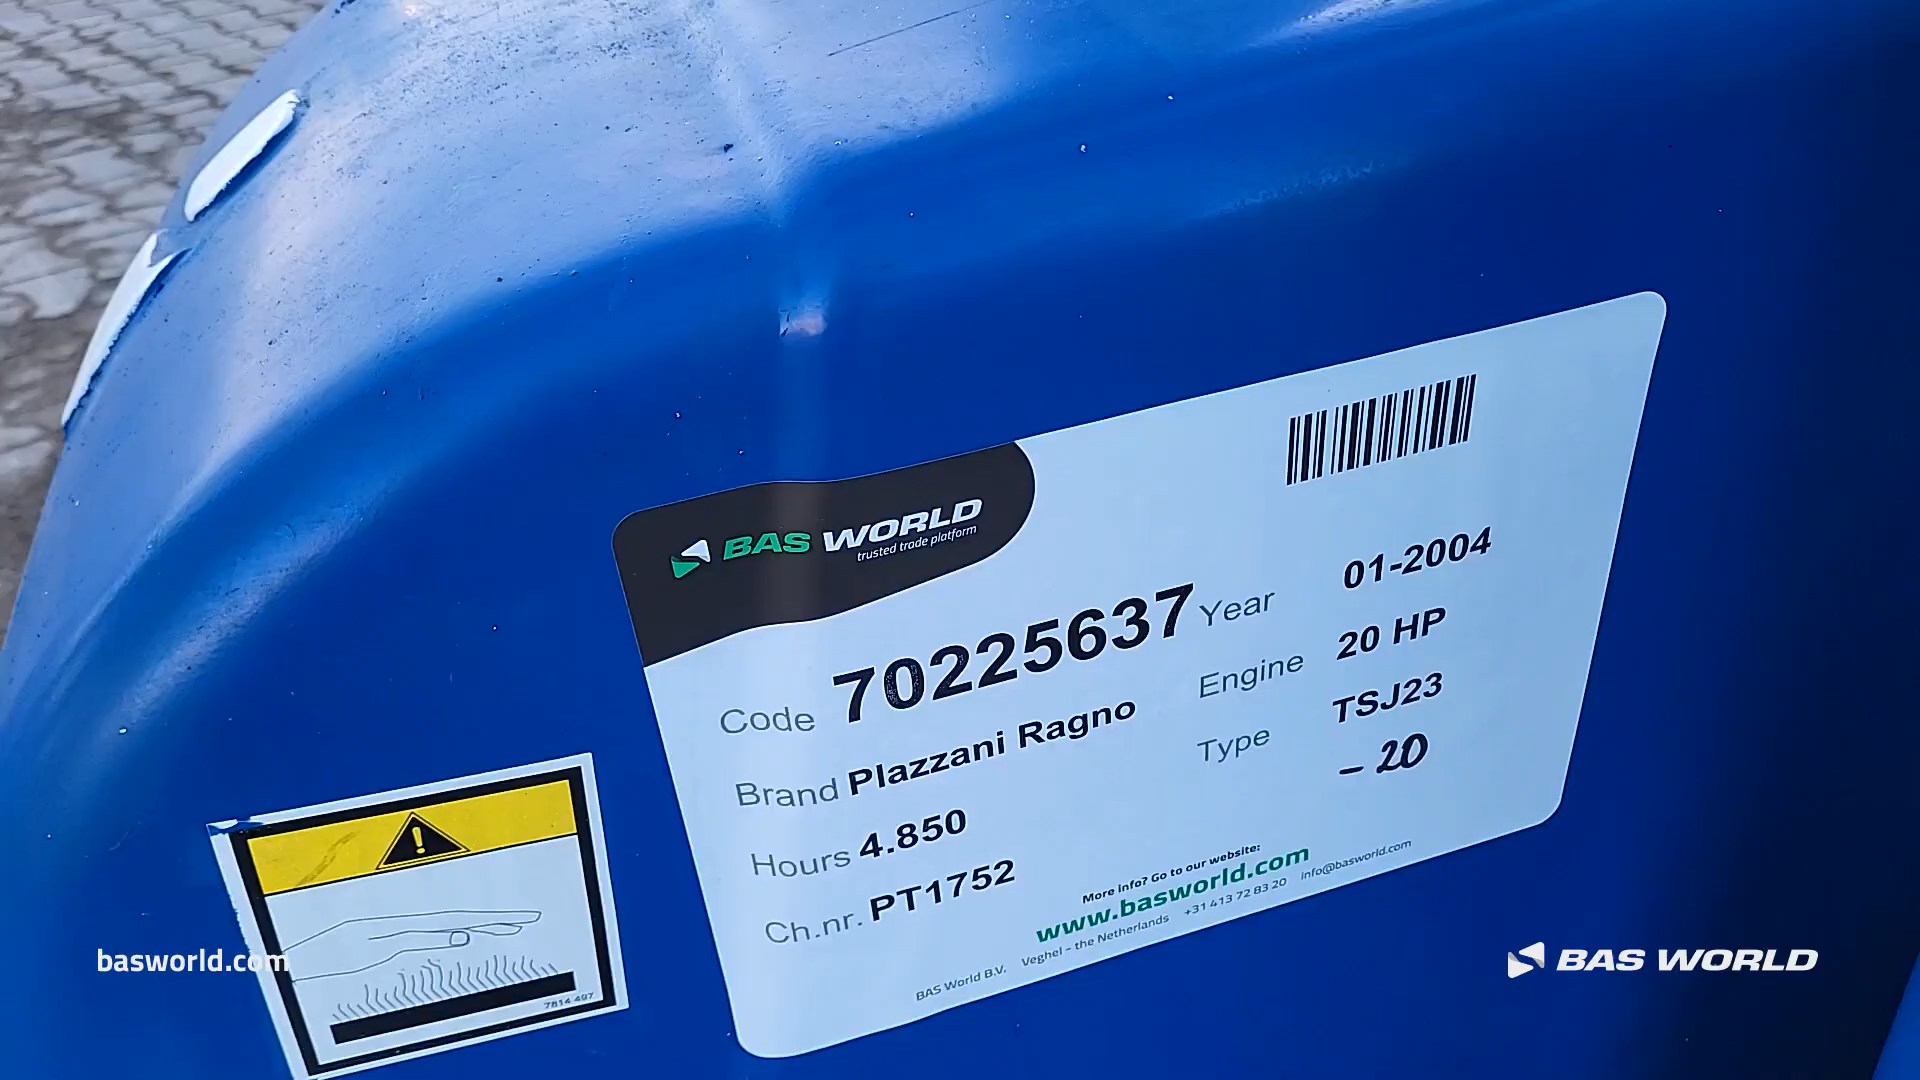 BAS WORLD
trusted trade platform
Code 70225637
Brand Plazzani Ragno
Hours 4.850
Ch.nr. PT1752
Year 01-2004
Engine 20 HP
Type TSJ23
- 20
More info? Go to our website:
www.basworld.com
BAS World B.V. Veghel - the Netherlands +31 413 72 83 20 info@basworld.com
7814 497
basworld.com
BAS WORLD